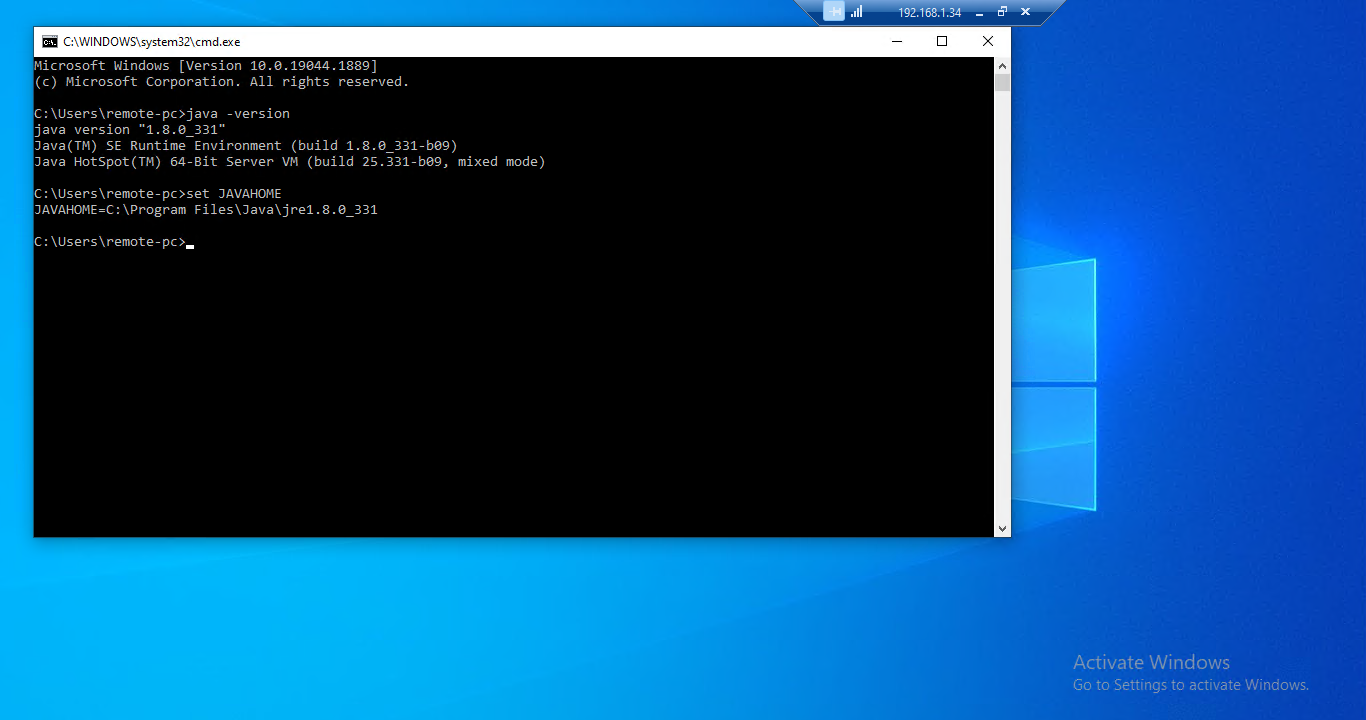 192.168.1.34
C:\WINDOWS\system32\cmd.exe
Microsoft Windows [Version 10.0.19044.1889]
(c) Microsoft Corporation. All rights reserved.
C:\Users\remote-pc>java -version
java version "1.8.0_331"
Java(TM) SE Runtime Environment (build 1.8.0_331-b09)
Java HotSpot(TM) 64-Bit Server VM (build 25.331-b09, mixed mode)
C:\Users\remote-pc>set JAVAHOME
JAVAHOME=C:\Program Files\Java\jre1.8.0_331
C:\Users\remote-pc>
Activate Windows
Go to Settings to activate Windows.